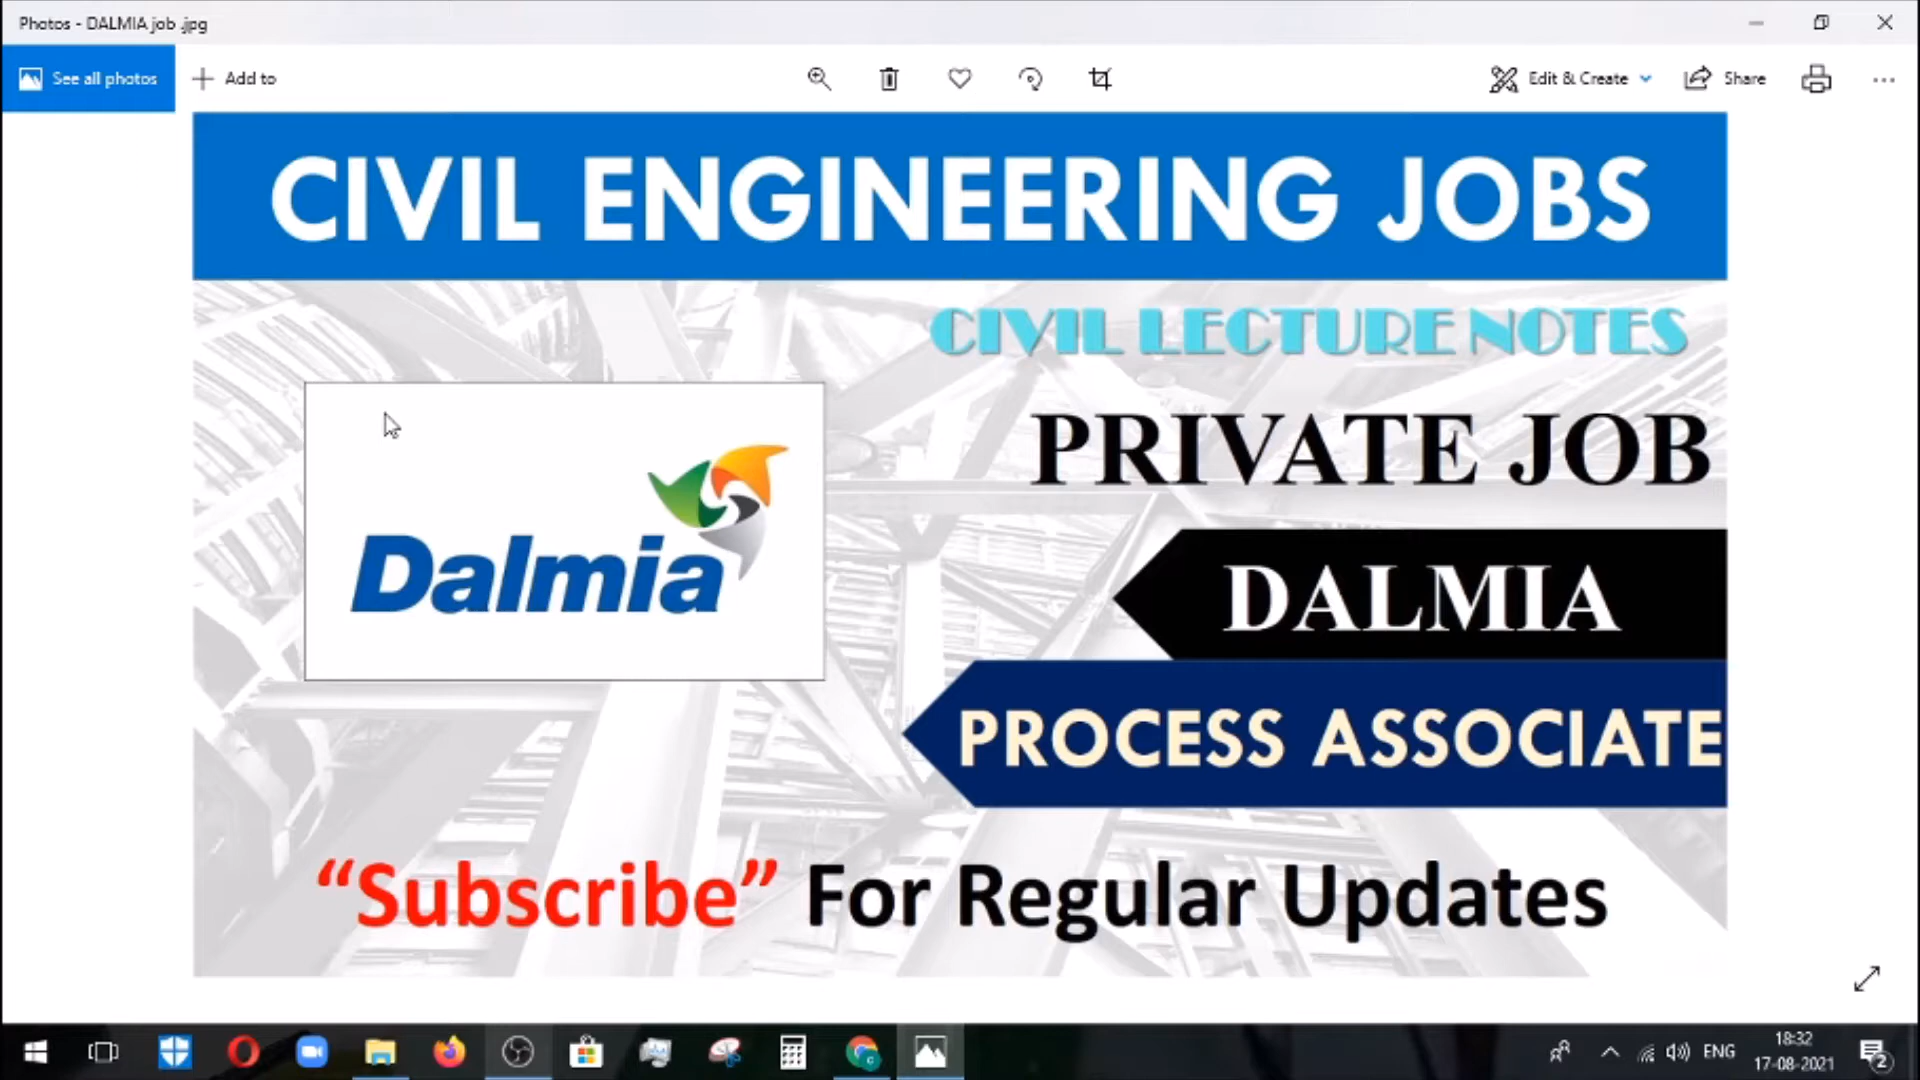 Photos - DALMIA job .jpg
See all photos
Add to
Edit & Create
Share
CIVIL ENGINEERING JOBS
CIVIL LECTURE NOTES
PRIVATE JOB
Dalmia
DALMIA
PROCESS ASSOCIATE
“Subscribe” For Regular Updates
ENG
18:32
17-08-2021
2